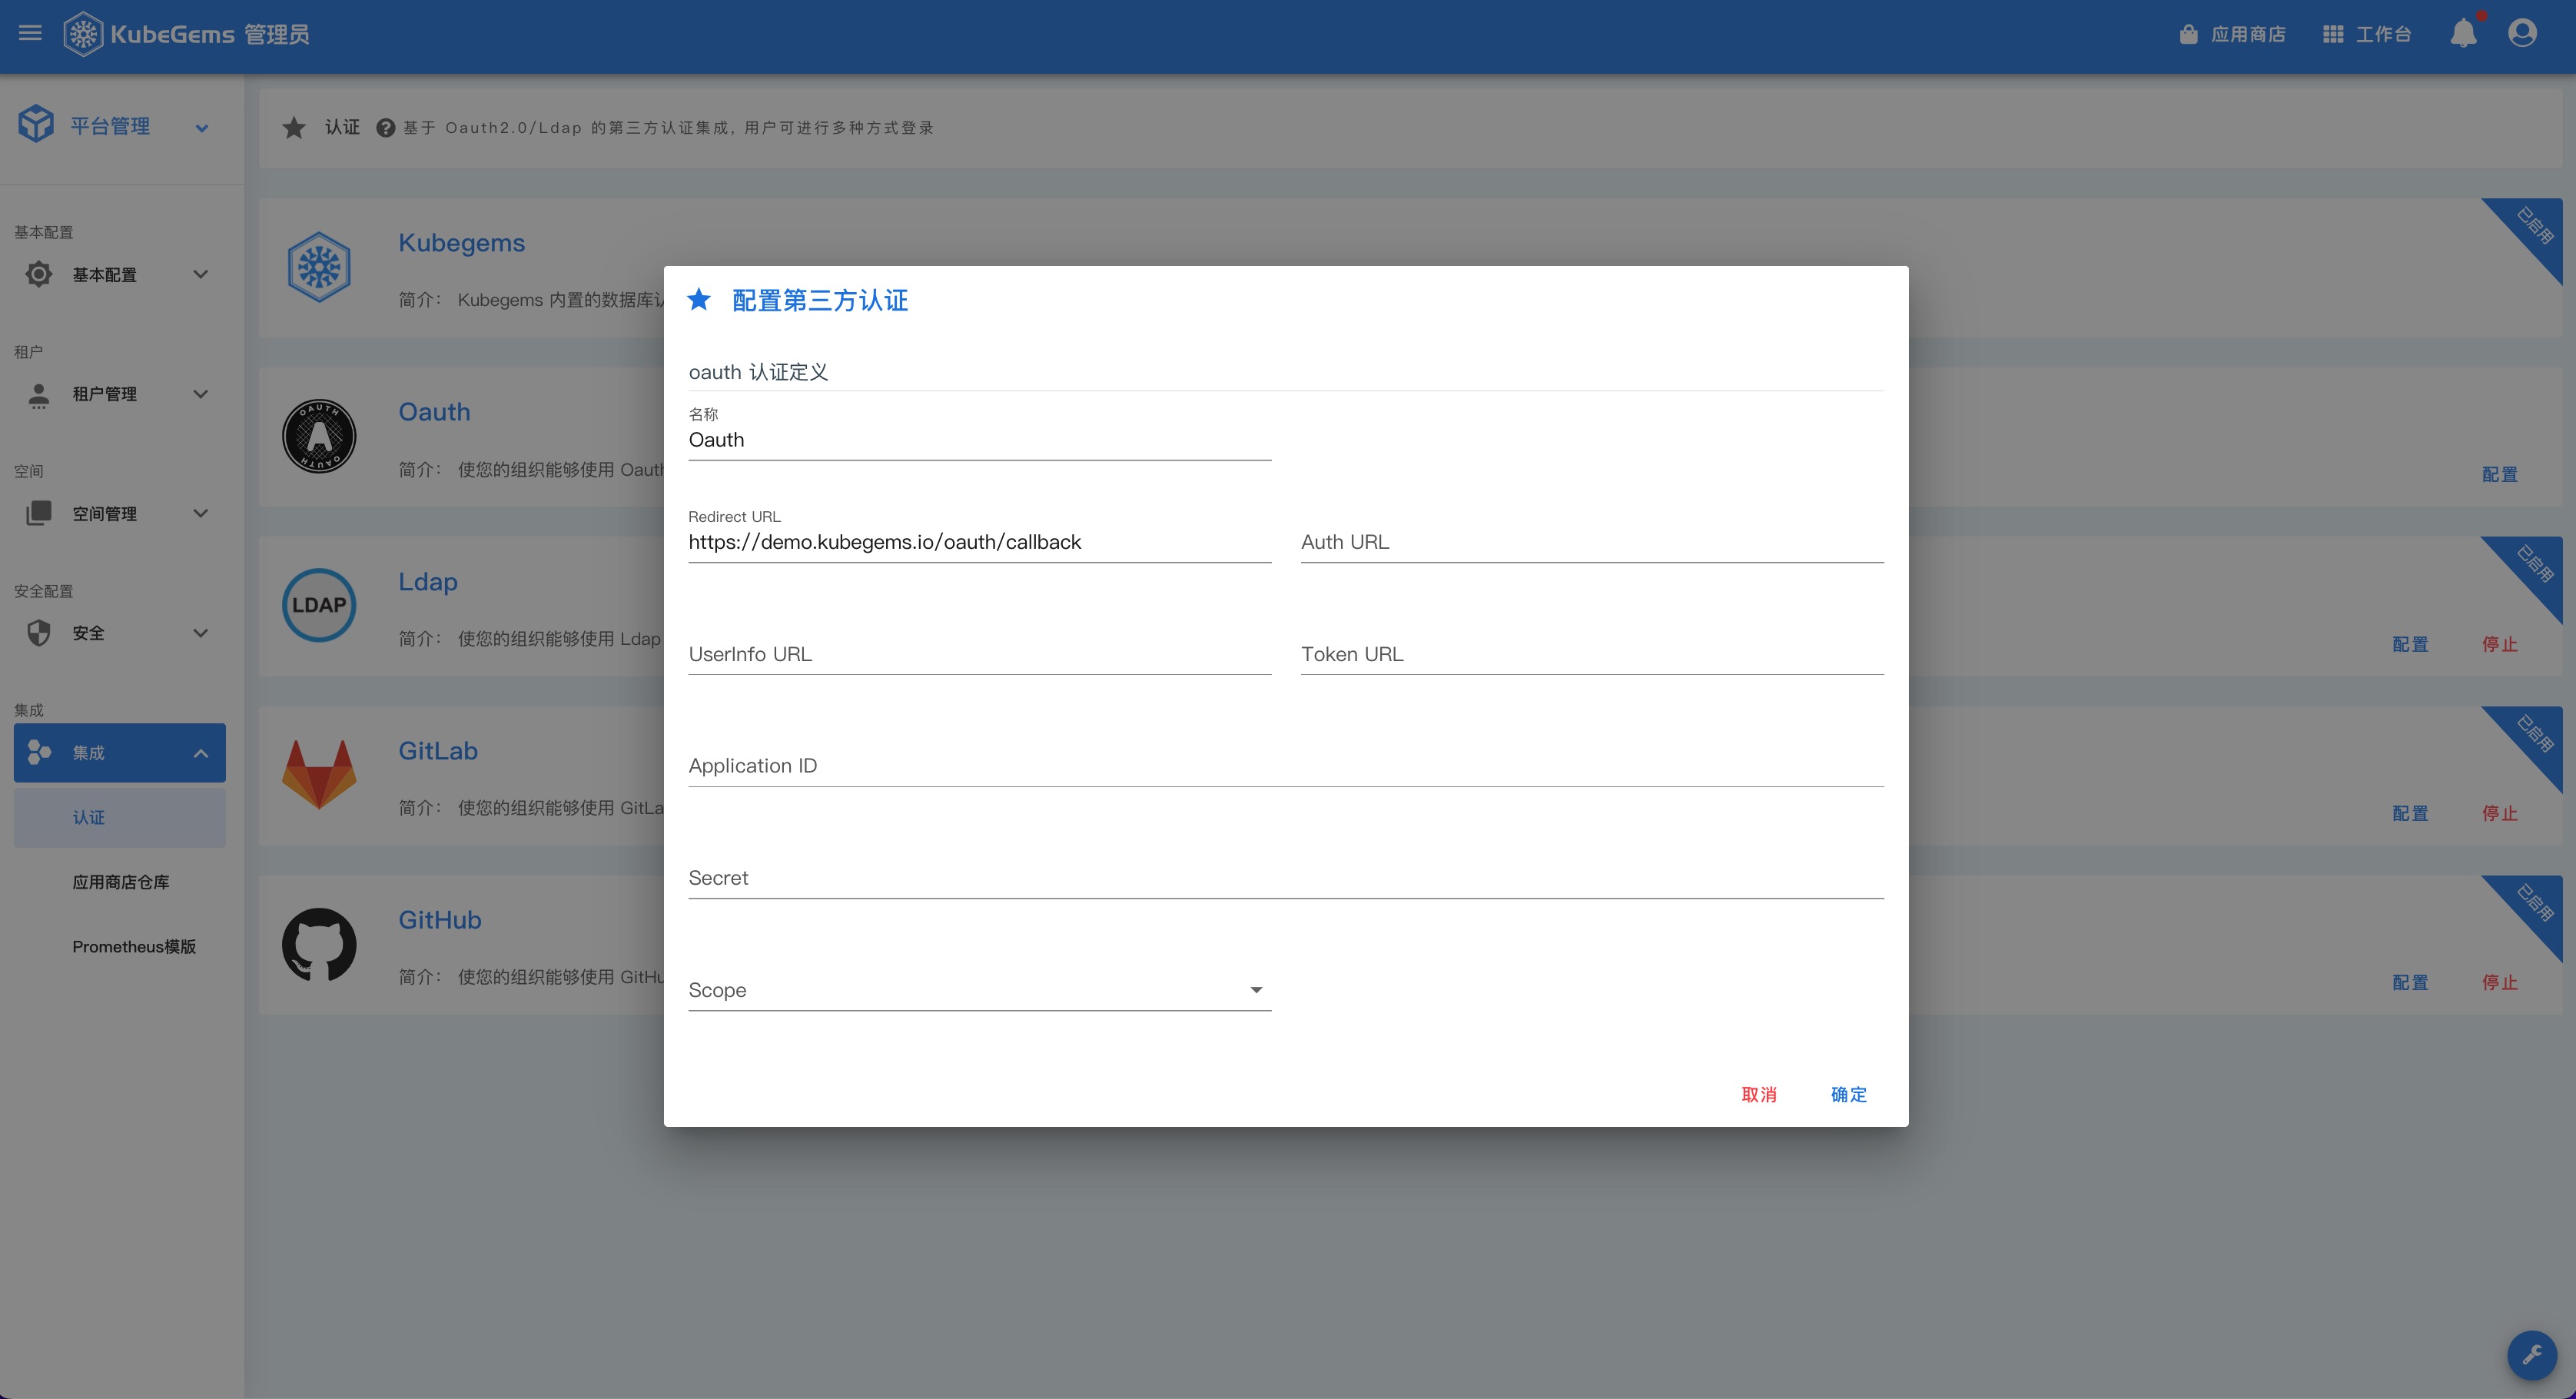 KubeGems 管理员
应用商店
工作台
平台管理
认证
基于 Oauth2.0/Ldap 的第三方认证集成, 用户可进行多种方式登录
基本配置
基本配置
租户
租户管理
空间
空间管理
安全配置
安全
集成
集成
认证
应用商店仓库
Prometheus模版
Kubegems
简介： Kubegems 内置的数据库认
已启用
OAUTH
OAUTH
Oauth
简介： 使您的组织能够使用 Oauth
配置
LDAP
Ldap
简介： 使您的组织能够使用 Ldap
已启用
配置
停止
GitLab
简介： 使您的组织能够使用 GitLa
已启用
配置
停止
GitHub
简介： 使您的组织能够使用 GitHu
已启用
配置
停止
配置第三方认证
oauth 认证定义
名称
Oauth
Redirect URL
https://demo.kubegems.io/oauth/callback
Auth URL
UserInfo URL
Token URL
Application ID
Secret
Scope
取消
确定